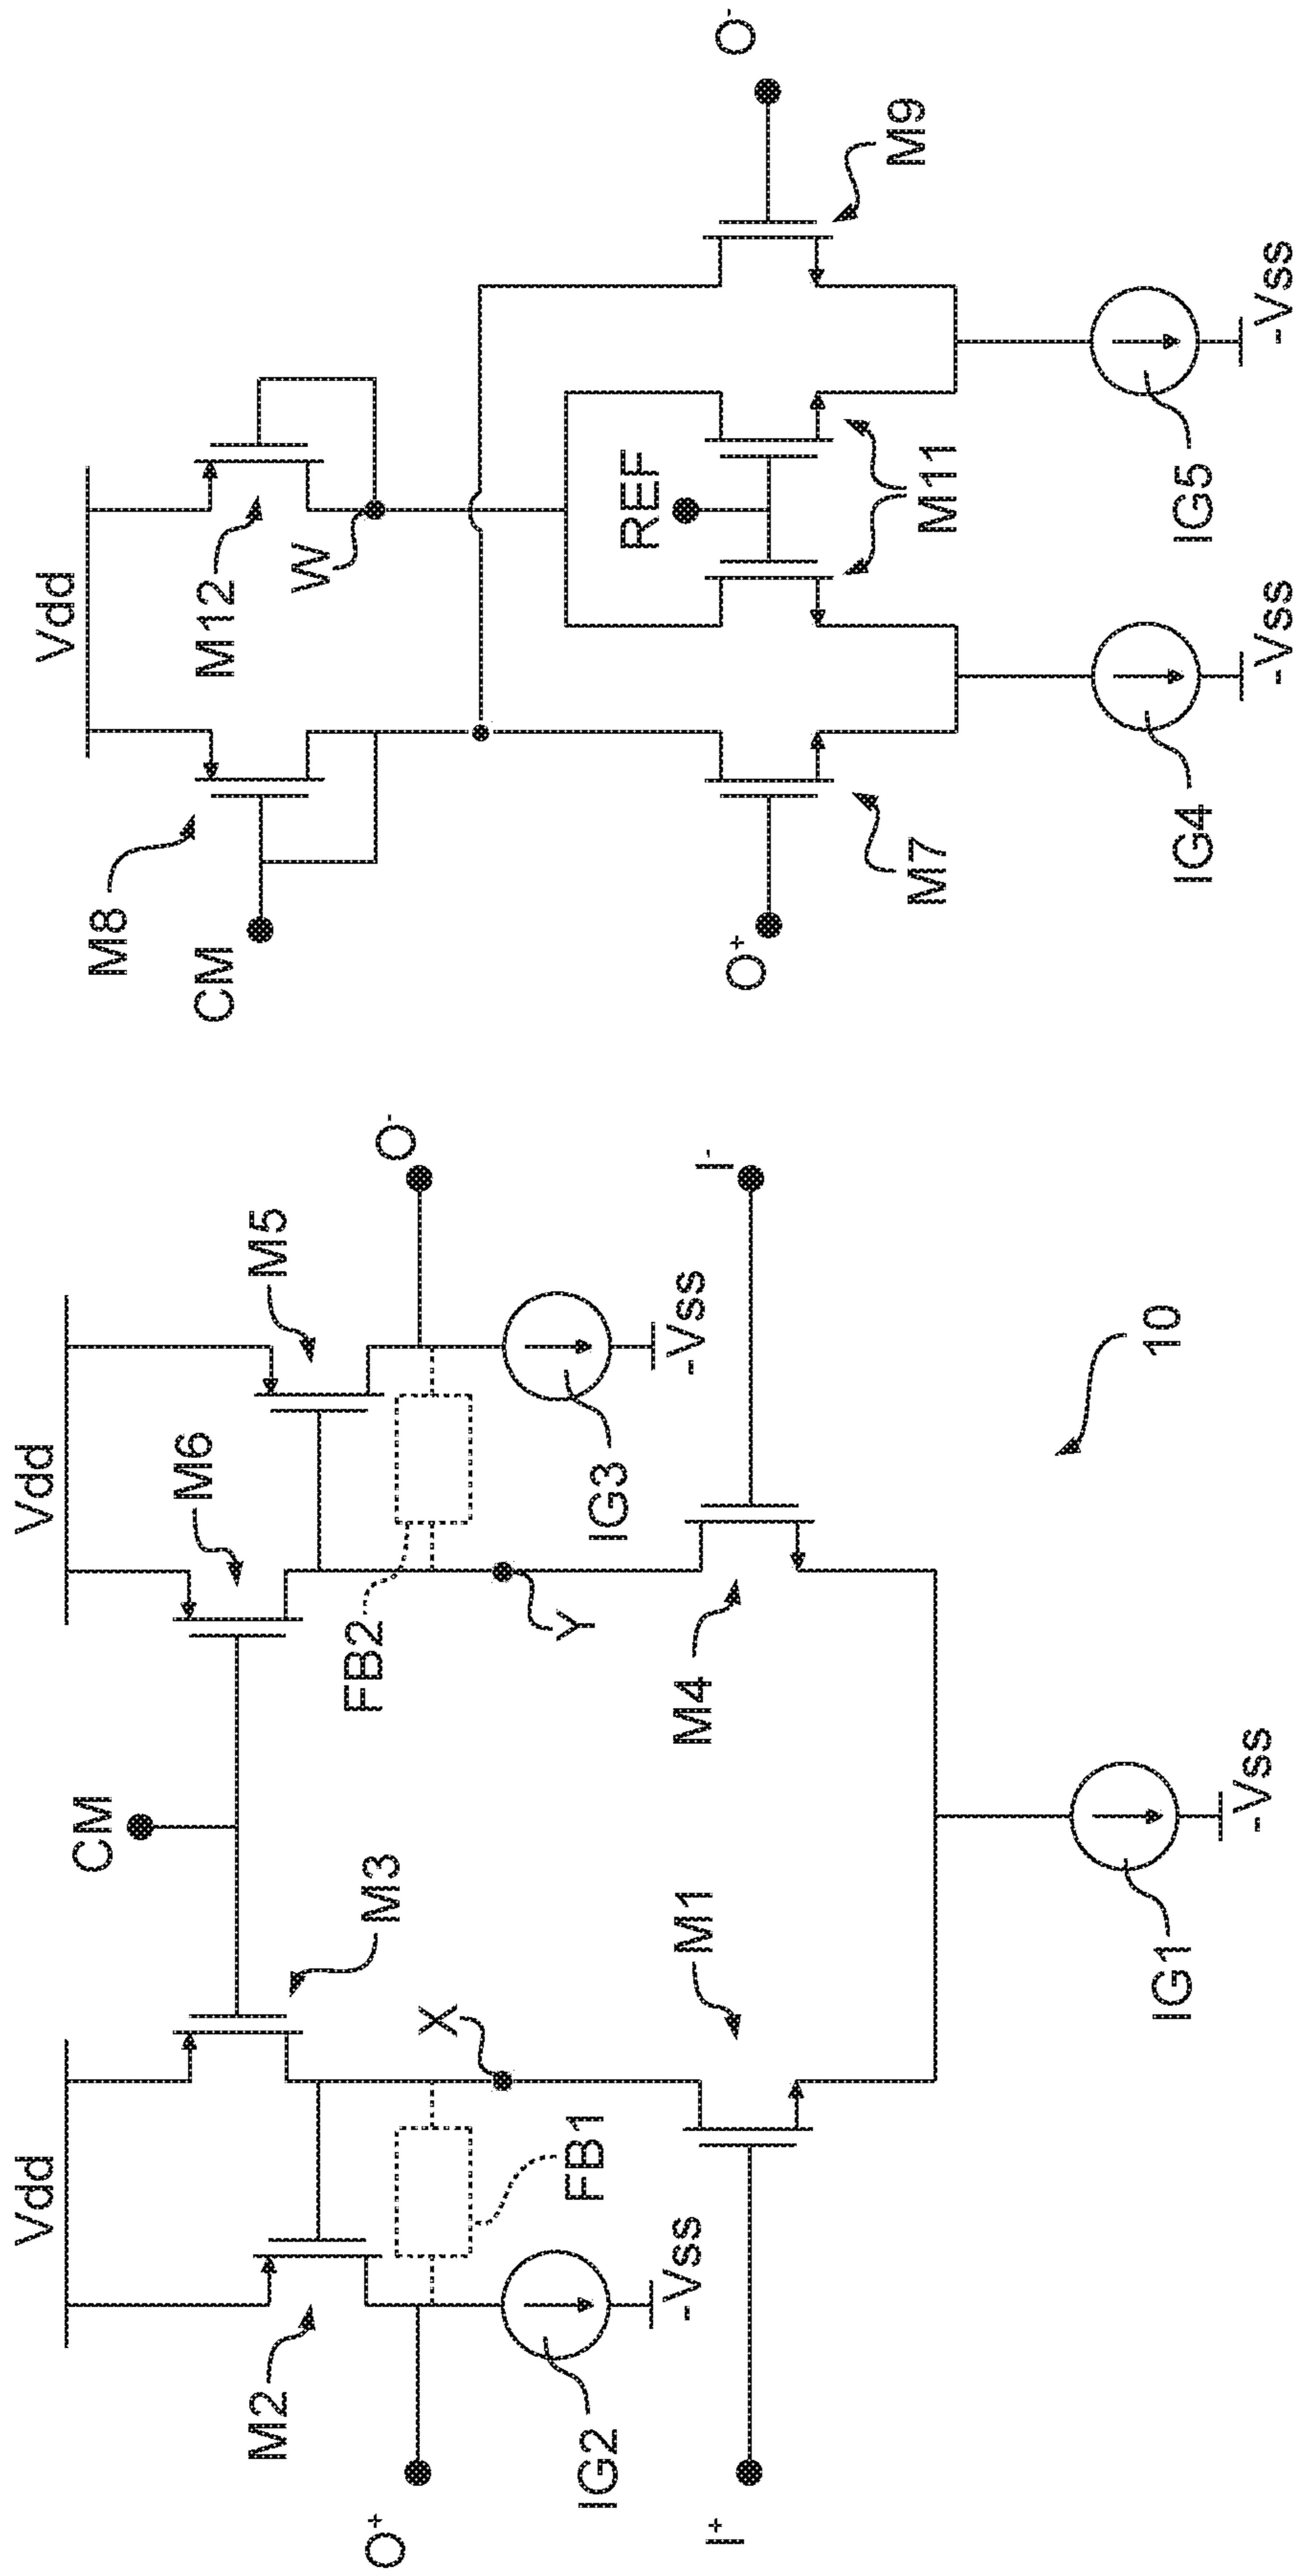 Vdd
Vdd
CM
M2
M3
M6
M5
O+
O-
X
Y
FB1
FB2
IG2
IG3
-Vss
-Vss
I+
I-
M1
M4
IG1
-Vss
10
Vdd
M8
M12
CM
W
REF
O+
O-
M7
M11
M9
IG4
IG5
-Vss
-Vss